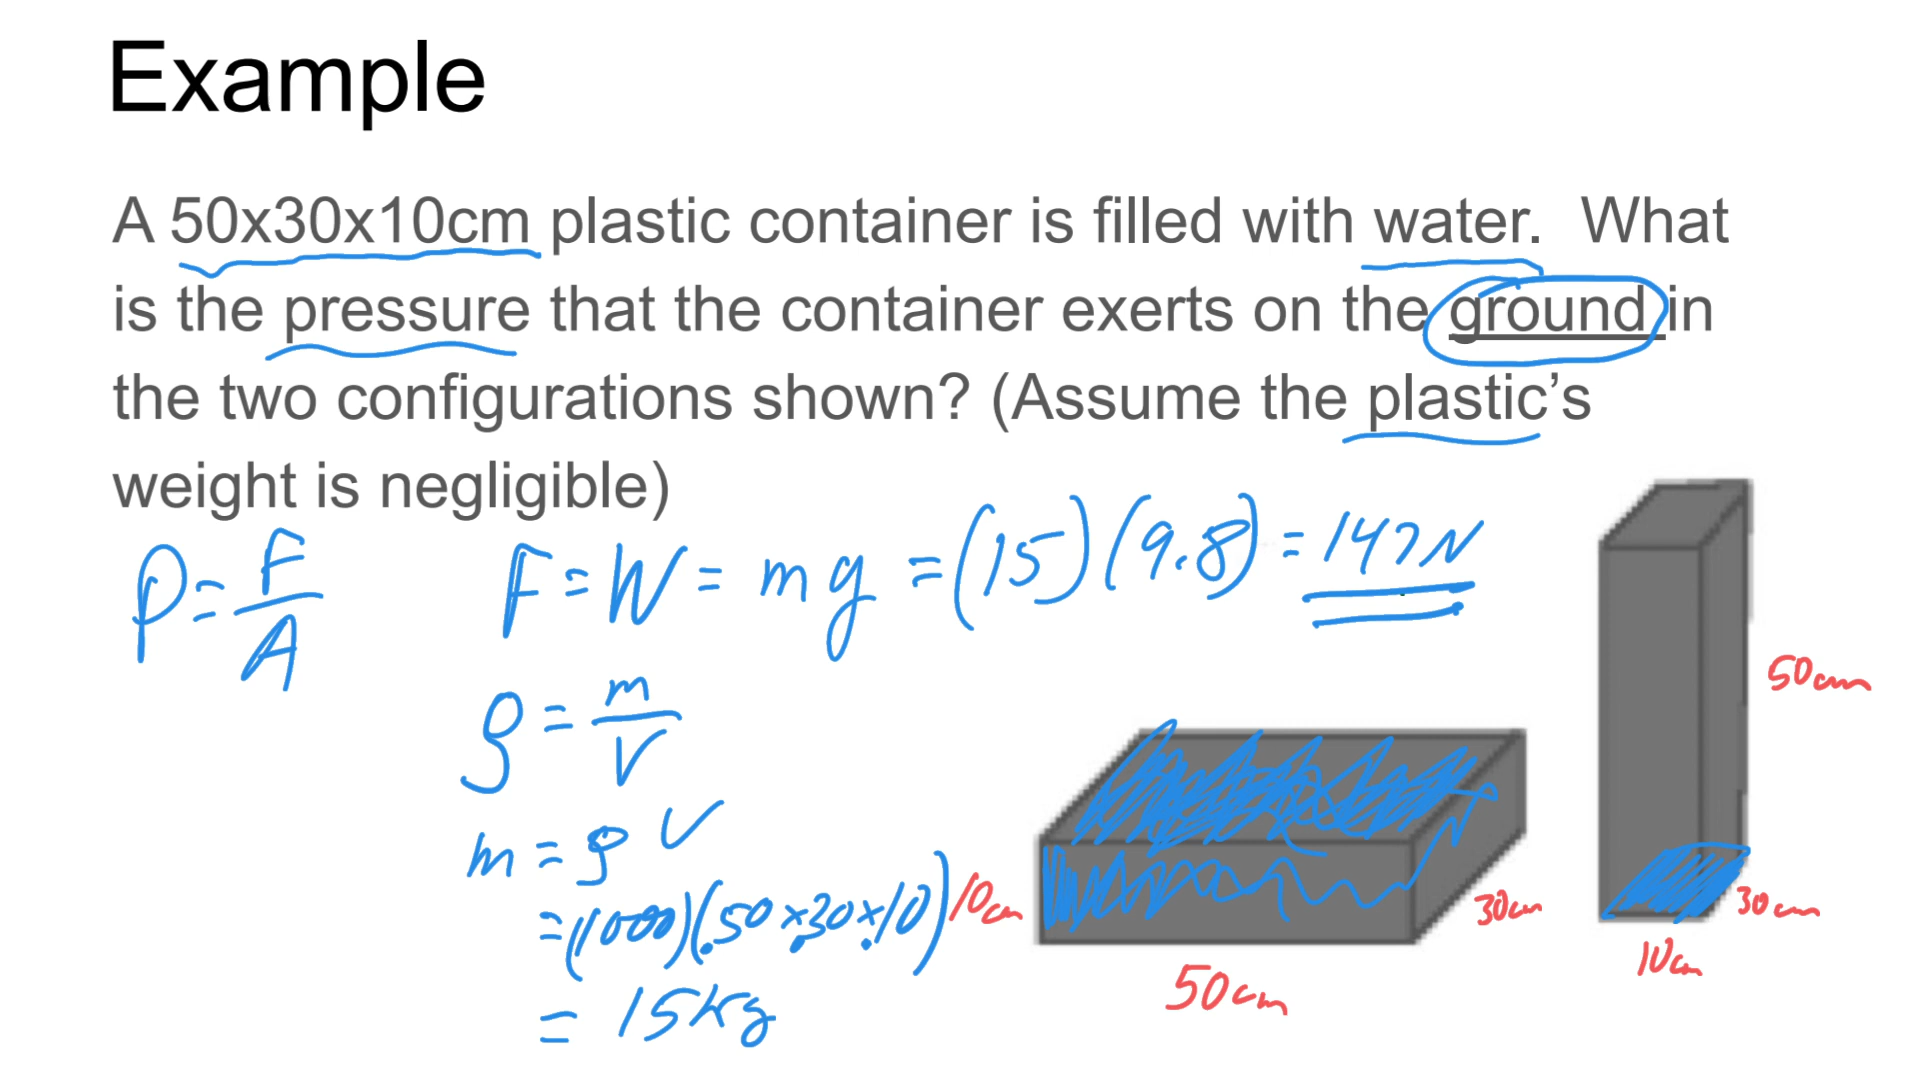 Example
A 50x30x10cm plastic container is filled with water. What
is the pressure that the container exerts on the ground in
the two configurations shown? (Assume the plastic’s
weight is negligible)
P = F/A
F = W = mg = (15)(9.8) = 147N
ρ = m/V
m = ρV
= (1000)(.50 x .30 x .10)
= 15kg
10cm
50cm
30cm
50cm
30cm
10cm